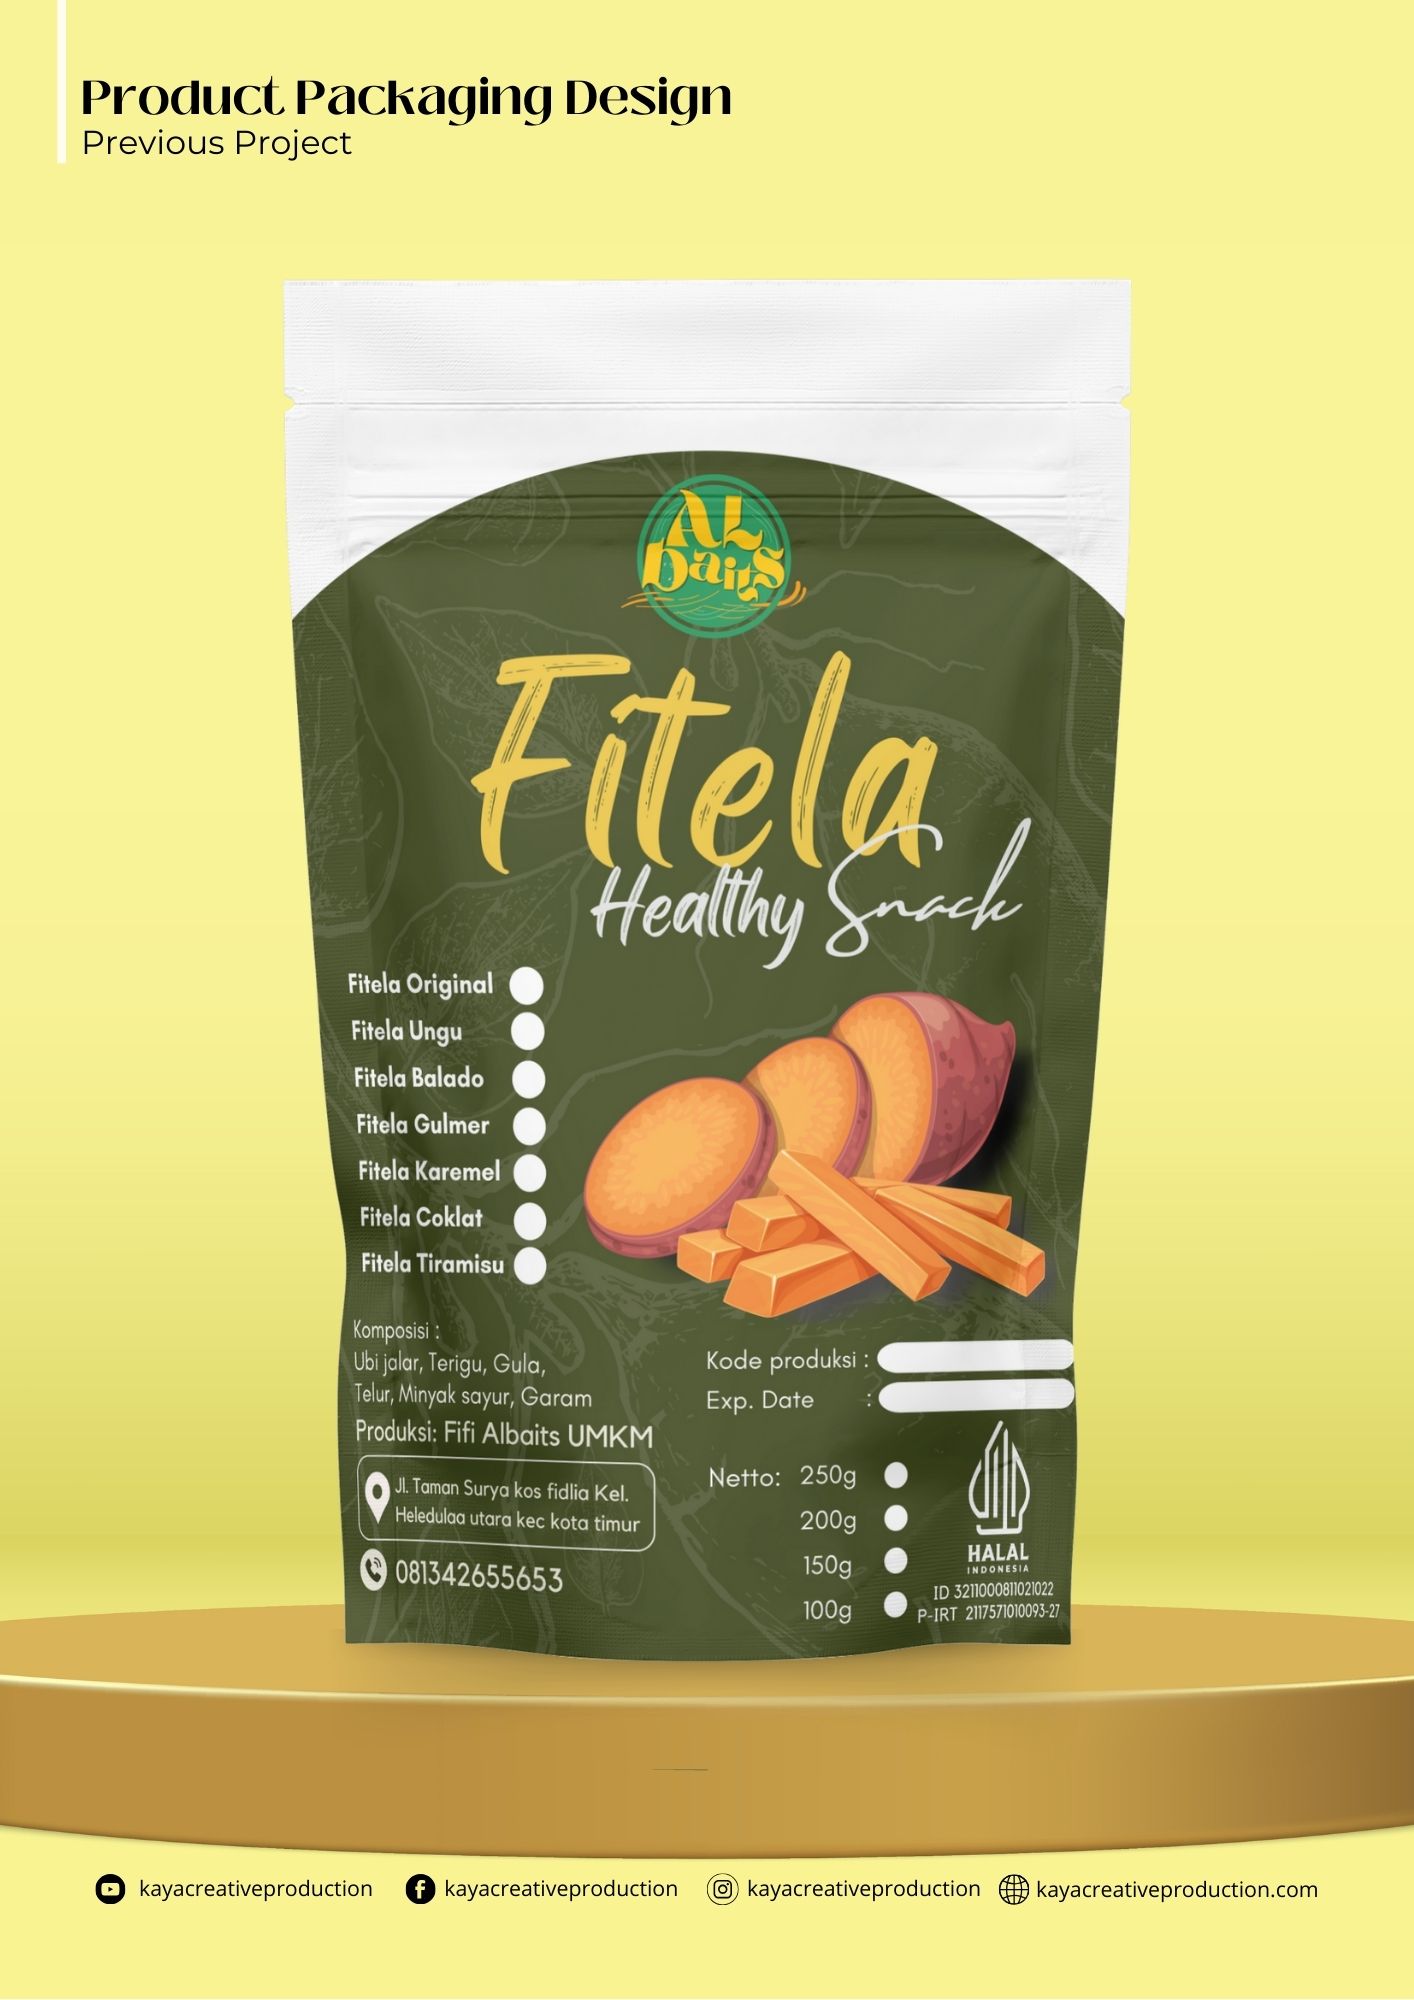 Product Packaging Design
Previous Project
AL
baits
Fitela
Healthy Snack
Fitela Original
Fitela Ungu
Fitela Balado
Fitela Gulmer
Fitela Karemel
Fitela Coklat
Fitela Tiramisu
Komposisi :
Ubi jalar, Terigu, Gula,
Telur, Minyak sayur, Garam
Produksi: Fifi Albaits UMKM
Jl. Taman Surya kos fidlia Kel.
Heledulaa utara kec kota timur
081342655653
Kode produksi :
Exp. Date :
Netto: 250g
200g
150g
100g
HALAL
INDONESIA
ID 3211000811021022
P-IRT 2117571010093-27
kayacreativeproduction
kayacreativeproduction
kayacreativeproduction
kayacreativeproduction.com